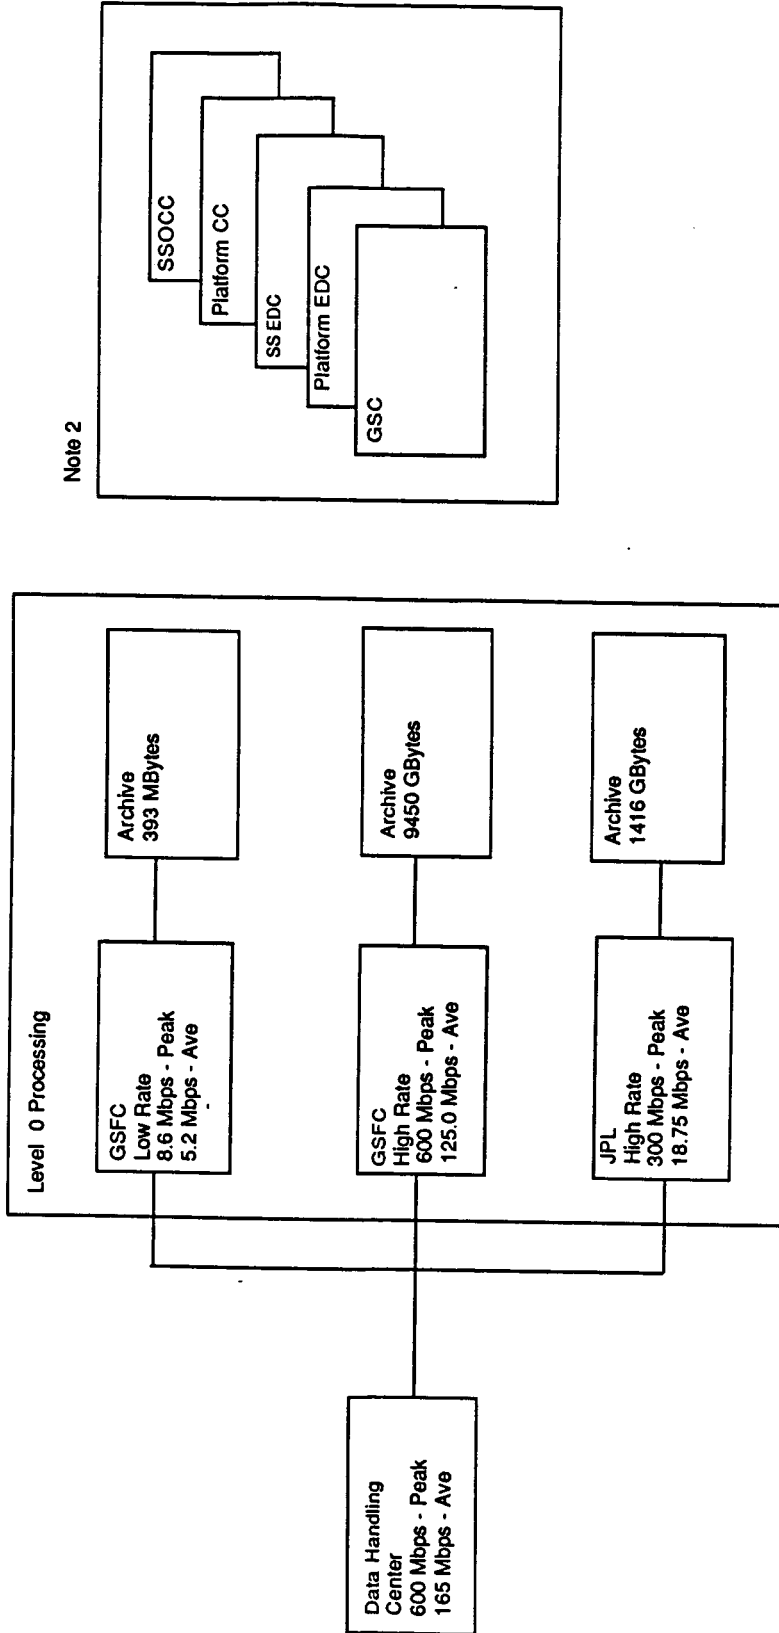 Data Handling
Center
600 Mbps - Peak
165 Mbps - Ave
Level 0 Processing
GSFC
Low Rate
8.6 Mbps - Peak
5.2 Mbps - Ave
Archive
393 MBytes
GSFC
High Rate
600 Mbps - Peak
125.0 Mbps - Ave
Archive
9450 GBytes
JPL
High Rate
300 Mbps - Peak
18.75 Mbps - Ave
Archive
1416 GBytes
Note 2
SSOCC
Platform CC
SS EDC
Platform EDC
GSC